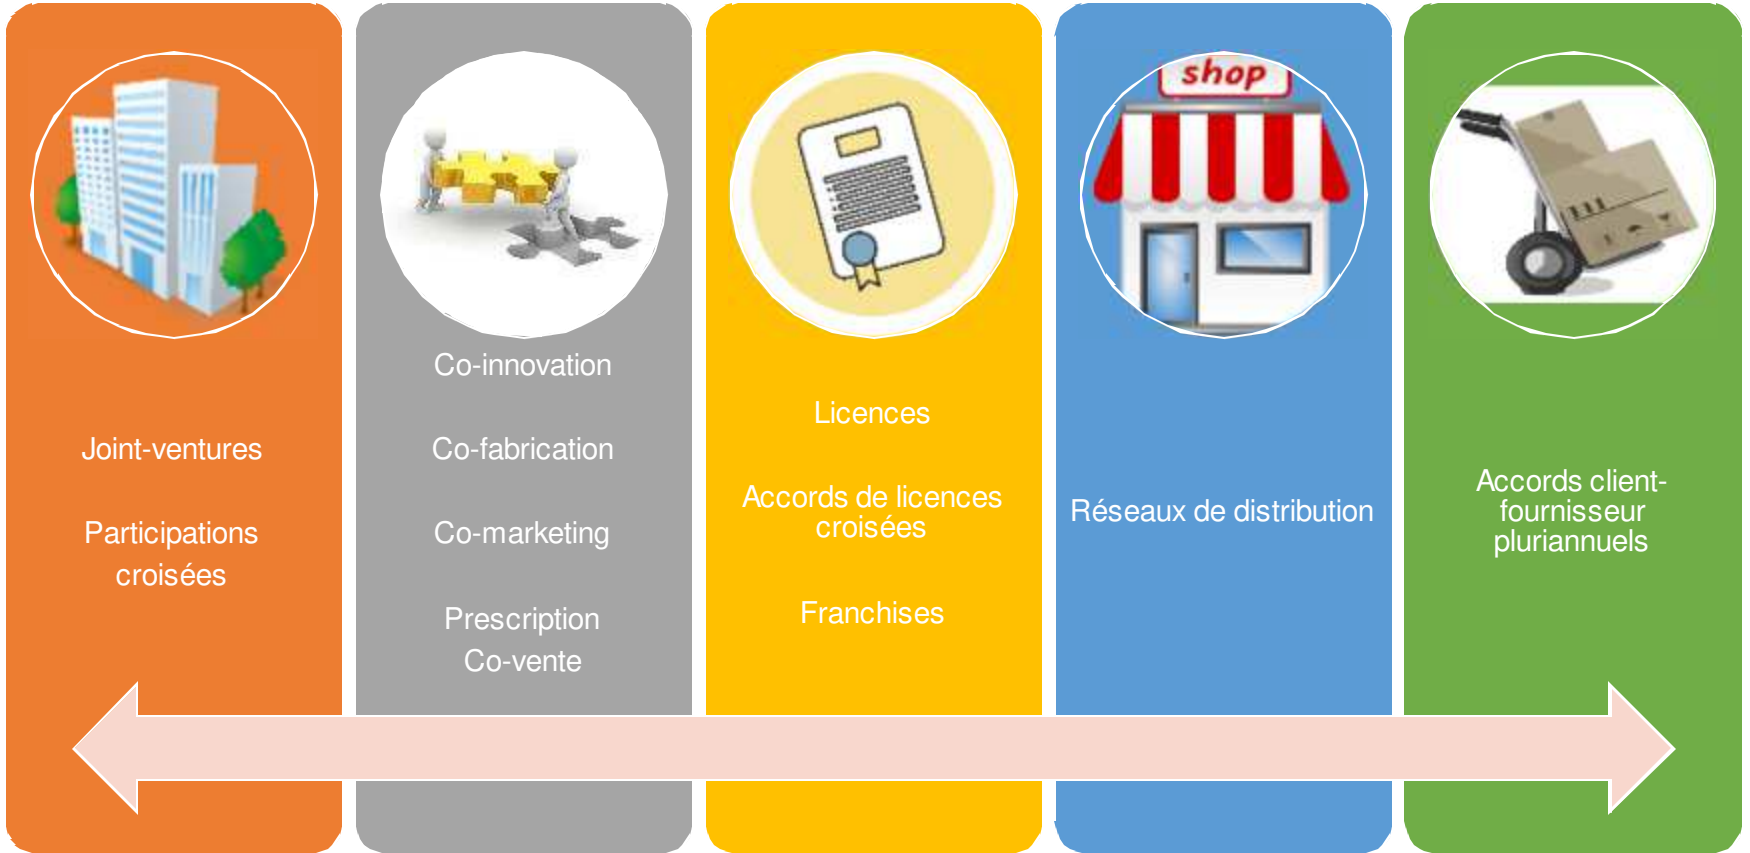 Joint-ventures
Participations
croisées
Co-innovation
Co-fabrication
Co-marketing
Prescription
Co-vente
Licences
Accords de licences
croisées
Franchises
shop
Réseaux de distribution
Accords client-
fournisseur
pluriannuels